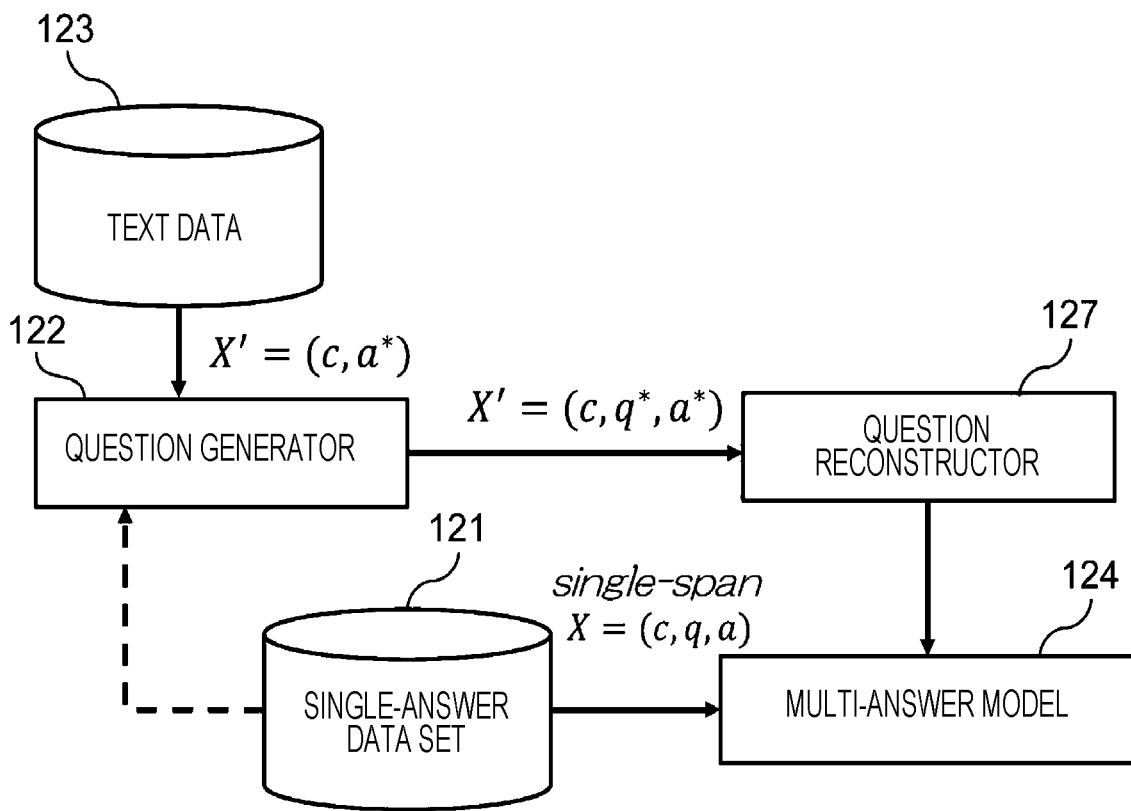 123
TEXT DATA
122
X′ = (c, a*)
127
QUESTION GENERATOR
X′ = (c, q*, a*)
QUESTION
RECONSTRUCTOR
121
single-span
X = (c, q, a)
124
SINGLE-ANSWER
DATA SET
MULTI-ANSWER MODEL